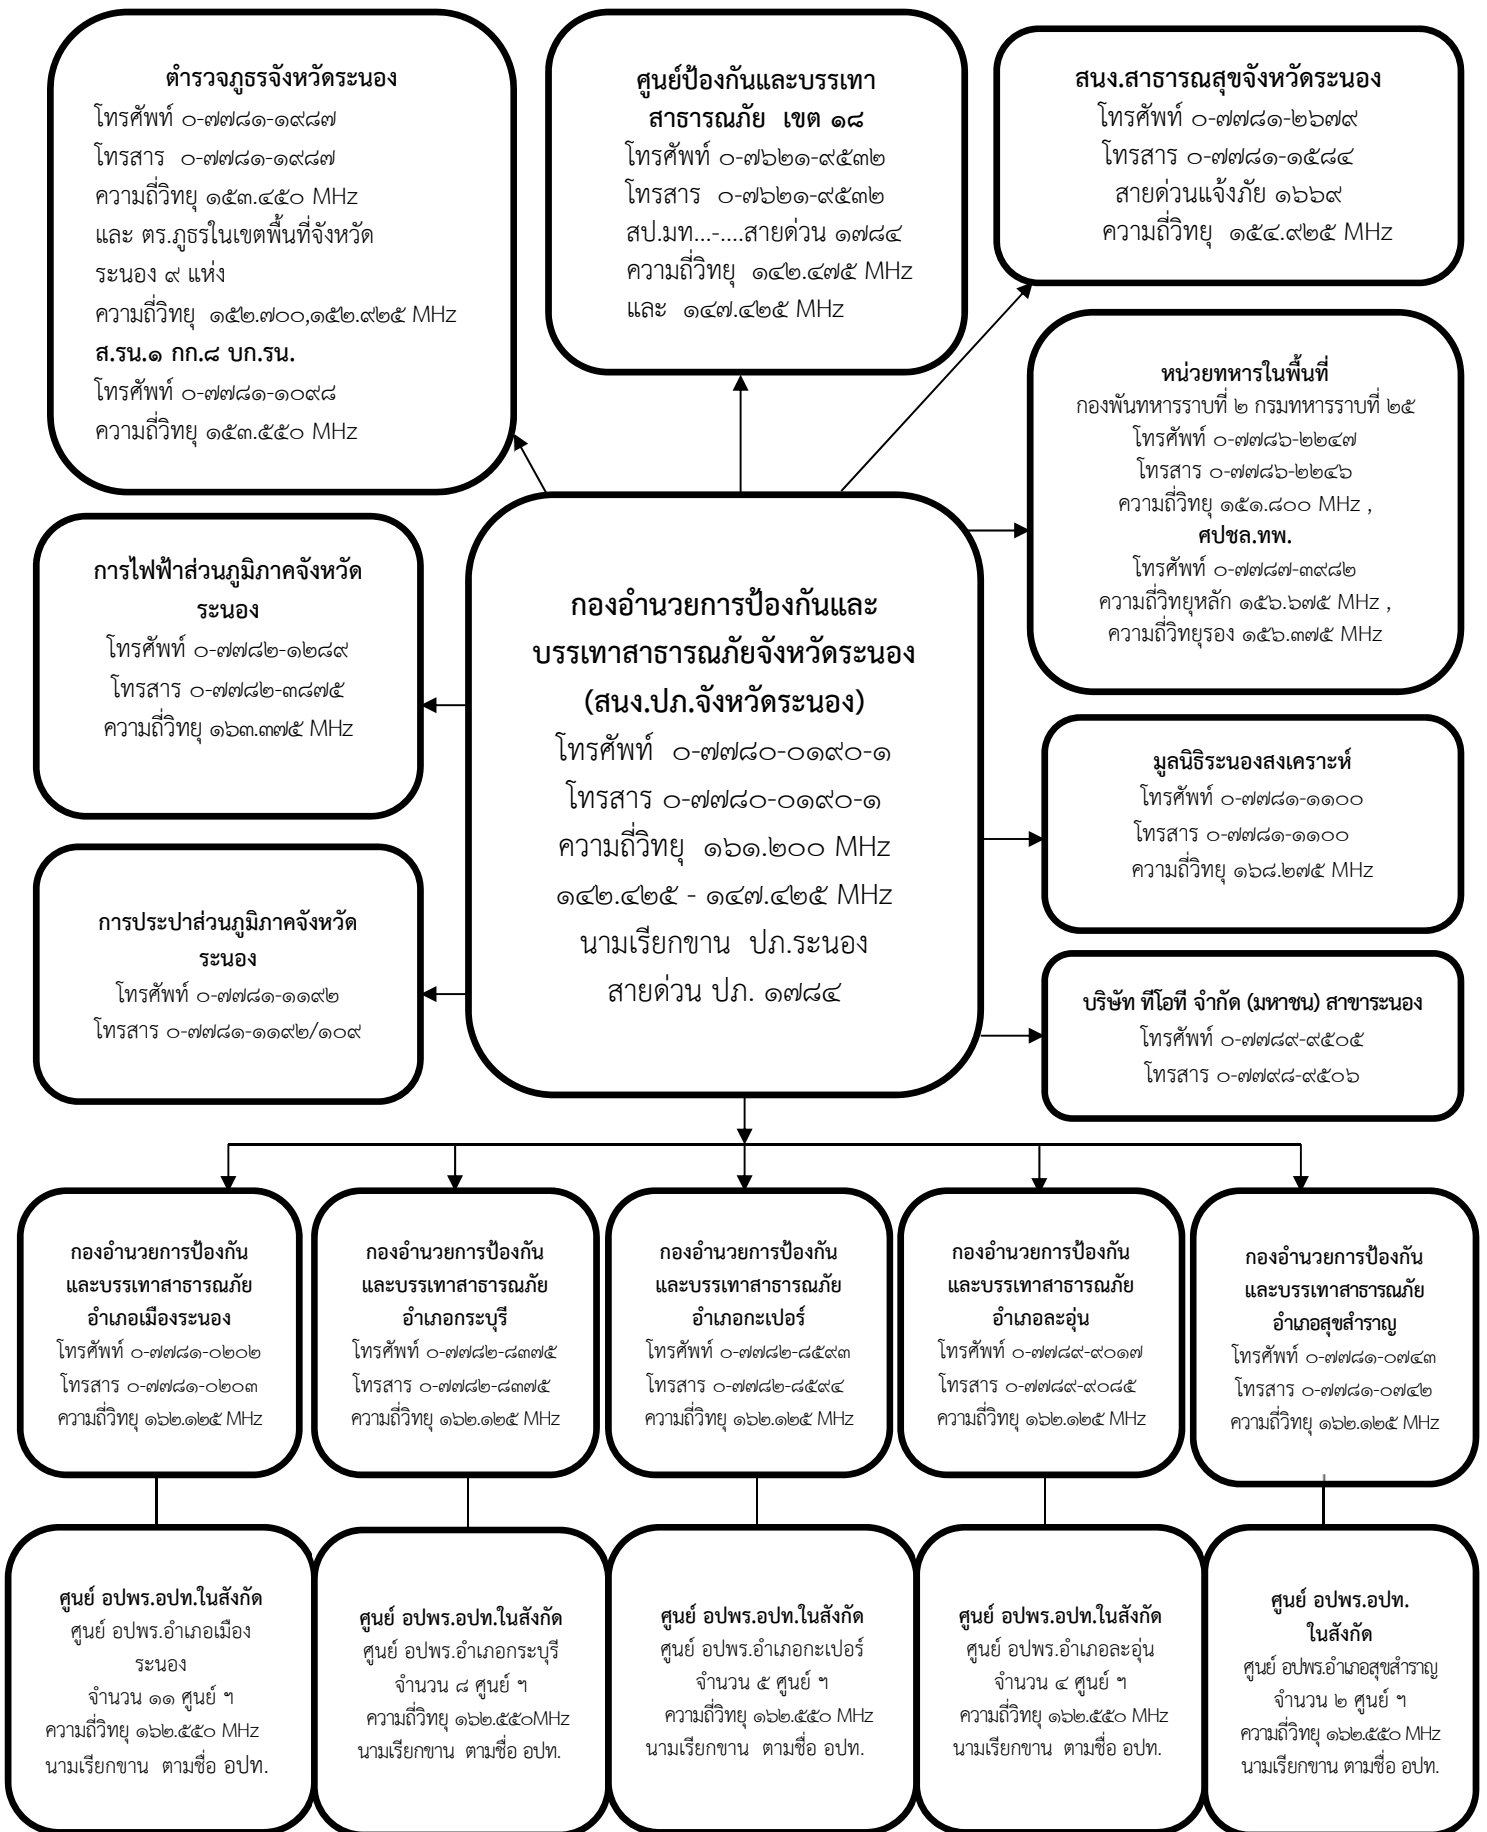 ตำรวจภูธรจังหวัดระนอง
โทรศัพท์ ๐-๗๗๘๑-๑๙๘๗
โทรสาร ๐-๗๗๘๑-๑๙๘๗
ความถี่วิทยุ ๑๕๓.๔๕๐ MHz
และ ตร.ภูธรในเขตพื้นที่จังหวัด
ระนอง ๙ แห่ง
ความถี่วิทยุ ๑๕๒.๗๐๐,๑๕๒.๙๒๕ MHz
ส.รน.๑ กก.๘ บก.รน.
โทรศัพท์ ๐-๗๗๘๑-๑๐๙๘
ความถี่วิทยุ ๑๕๓.๕๕๐ MHz
ศูนย์ป้องกันและบรรเทา
สาธารณภัย เขต ๑๘
โทรศัพท์ ๐-๗๖๒๑-๙๕๓๒
โทรสาร ๐-๗๖๒๑-๙๕๓๒
สป.มท...-....สายด่วน ๑๗๘๔
ความถี่วิทยุ ๑๔๒.๔๗๕ MHz
และ ๑๔๗.๔๒๕ MHz
สนง.สาธารณสุขจังหวัดระนอง
โทรศัพท์ ๐-๗๗๘๑-๒๖๗๙
โทรสาร ๐-๗๗๘๑-๑๕๘๔
สายด่วนแจ้งภัย ๑๖๖๙
ความถี่วิทยุ ๑๕๔.๙๒๕ MHz
หน่วยทหารในพื้นที่
กองพันทหารราบที่ ๒ กรมทหารราบที่ ๒๕
โทรศัพท์ ๐-๗๗๘๖-๒๒๔๗
โทรสาร ๐-๗๗๘๖-๒๒๔๖
ความถี่วิทยุ ๑๕๑.๘๐๐ MHz ,
ศปชล.ทพ.
โทรศัพท์ ๐-๗๗๘๗-๓๙๘๒
ความถี่วิทยุหลัก ๑๕๖.๖๗๕ MHz ,
ความถี่วิทยุรอง ๑๕๖.๓๗๕ MHz
การไฟฟ้าส่วนภูมิภาคจังหวัด
ระนอง
โทรศัพท์ ๐-๗๗๘๒-๑๒๘๙
โทรสาร ๐-๗๗๘๒-๓๘๗๕
ความถี่วิทยุ ๑๖๓.๓๗๕ MHz
กองอำนวยการป้องกันและ
บรรเทาสาธารณภัยจังหวัดระนอง
(สนง.ปภ.จังหวัดระนอง)
โทรศัพท์ ๐-๗๗๘๐-๐๑๙๐-๑
โทรสาร ๐-๗๗๘๐-๐๑๙๐-๑
ความถี่วิทยุ ๑๖๑.๒๐๐ MHz
๑๔๒.๔๒๕ - ๑๔๗.๔๒๕ MHz
นามเรียกขาน ปภ.ระนอง
สายด่วน ปภ. ๑๗๘๔
มูลนิธิระนองสงเคราะห์
โทรศัพท์ ๐-๗๗๘๑-๑๑๐๐
โทรสาร ๐-๗๗๘๑-๑๑๐๐
ความถี่วิทยุ ๑๖๘.๒๗๕ MHz
การประปาส่วนภูมิภาคจังหวัด
ระนอง
โทรศัพท์ ๐-๗๗๘๑-๑๑๙๒
โทรสาร ๐-๗๗๘๑-๑๑๙๒/๑๐๙
บริษัท ทีโอที จำกัด (มหาชน) สาขาระนอง
โทรศัพท์ ๐-๗๗๘๙-๙๕๐๕
โทรสาร ๐-๗๗๙๘-๙๕๐๖
กองอำนวยการป้องกัน
และบรรเทาสาธารณภัย
อำเภอเมืองระนอง
โทรศัพท์ ๐-๗๗๘๑-๐๒๐๒
โทรสาร ๐-๗๗๘๑-๐๒๐๓
ความถี่วิทยุ ๑๖๒.๑๒๕ MHz
กองอำนวยการป้องกัน
และบรรเทาสาธารณภัย
อำเภอกระบุรี
โทรศัพท์ ๐-๗๗๘๒-๘๓๗๕
โทรสาร ๐-๗๗๘๒-๘๓๗๕
ความถี่วิทยุ ๑๖๒.๑๒๕ MHz
กองอำนวยการป้องกัน
และบรรเทาสาธารณภัย
อำเภอกะเปอร์
โทรศัพท์ ๐-๗๗๘๒-๘๕๙๓
โทรสาร ๐-๗๗๘๒-๘๕๙๔
ความถี่วิทยุ ๑๖๒.๑๒๕ MHz
กองอำนวยการป้องกัน
และบรรเทาสาธารณภัย
อำเภอละอุ่น
โทรศัพท์ ๐-๗๗๘๙-๙๐๑๗
โทรสาร ๐-๗๗๘๙-๙๐๘๕
ความถี่วิทยุ ๑๖๒.๑๒๕ MHz
กองอำนวยการป้องกัน
และบรรเทาสาธารณภัย
อำเภอสุขสำราญ
โทรศัพท์ ๐-๗๗๘๑-๐๗๔๓
โทรสาร ๐-๗๗๘๑-๐๗๔๒
ความถี่วิทยุ ๑๖๒.๑๒๕ MHz
ศูนย์ อปพร.อปท.ในสังกัด
ศูนย์ อปพร.อำเภอเมือง
ระนอง
จำนวน ๑๑ ศูนย์ ฯ
ความถี่วิทยุ ๑๖๒.๕๕๐ MHz
นามเรียกขาน ตามชื่อ อปท.
ศูนย์ อปพร.อปท.ในสังกัด
ศูนย์ อปพร.อำเภอกระบุรี
จำนวน ๘ ศูนย์ ฯ
ความถี่วิทยุ ๑๖๒.๕๕๐MHz
นามเรียกขาน ตามชื่อ อปท.
ศูนย์ อปพร.อปท.ในสังกัด
ศูนย์ อปพร.อำเภอกะเปอร์
จำนวน ๕ ศูนย์ ฯ
ความถี่วิทยุ ๑๖๒.๕๕๐ MHz
นามเรียกขาน ตามชื่อ อปท.
ศูนย์ อปพร.อปท.ในสังกัด
ศูนย์ อปพร.อำเภอละอุ่น
จำนวน ๔ ศูนย์ ฯ
ความถี่วิทยุ ๑๖๒.๕๕๐ MHz
นามเรียกขาน ตามชื่อ อปท.
ศูนย์ อปพร.อปท.
ในสังกัด
ศูนย์ อปพร.อำเภอสุขสำราญ
จำนวน ๒ ศูนย์ ฯ
ความถี่วิทยุ ๑๖๒.๕๕๐ MHz
นามเรียกขาน ตามชื่อ อปท.